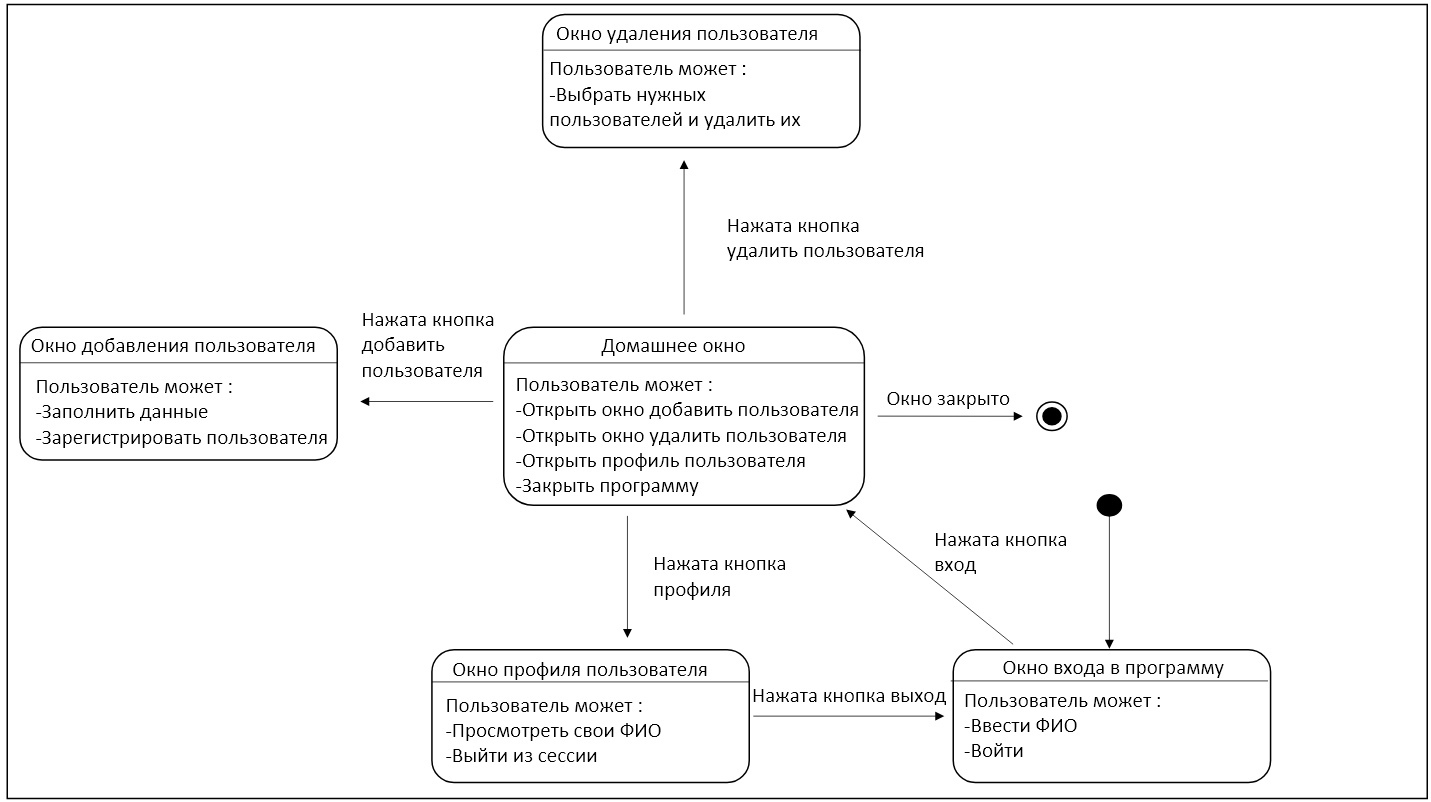 Окно удаления пользователя
Пользователь может :
-Выбрать нужных
пользователей и удалить их
Нажата кнопка
удалить пользователя
Нажата кнопка
добавить
пользователя
Окно добавления пользователя
Пользователь может :
-Заполнить данные
-Зарегистрировать пользователя
Домашнее окно
Пользователь может :
-Открыть окно добавить пользователя
-Открыть окно удалить пользователя
-Открыть профиль пользователя
-Закрыть программу
Окно закрыто
Нажата кнопка
вход
Нажата кнопка
профиля
Окно профиля пользователя
Пользователь может :
-Просмотреть свои ФИО
-Выйти из сессии
Нажата кнопка выход
Окно входа в программу
Пользователь может :
-Ввести ФИО
-Войти